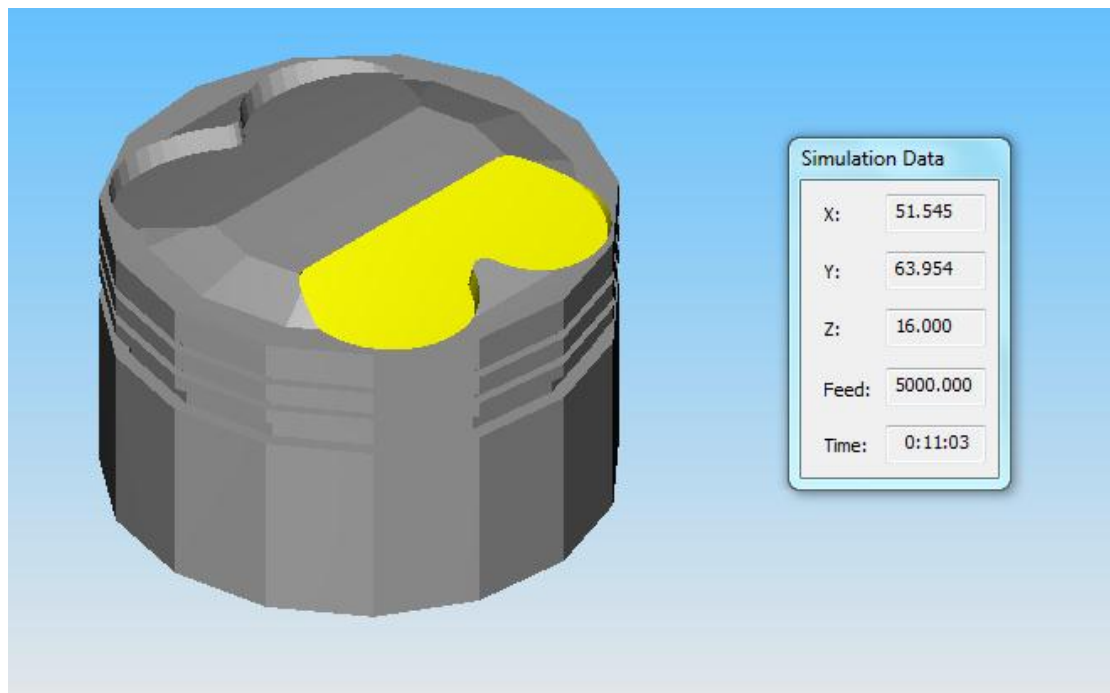 Simulation Data
X: 51.545
Y: 63.954
Z: 16.000
Feed: 5000.000
Time: 0:11:03